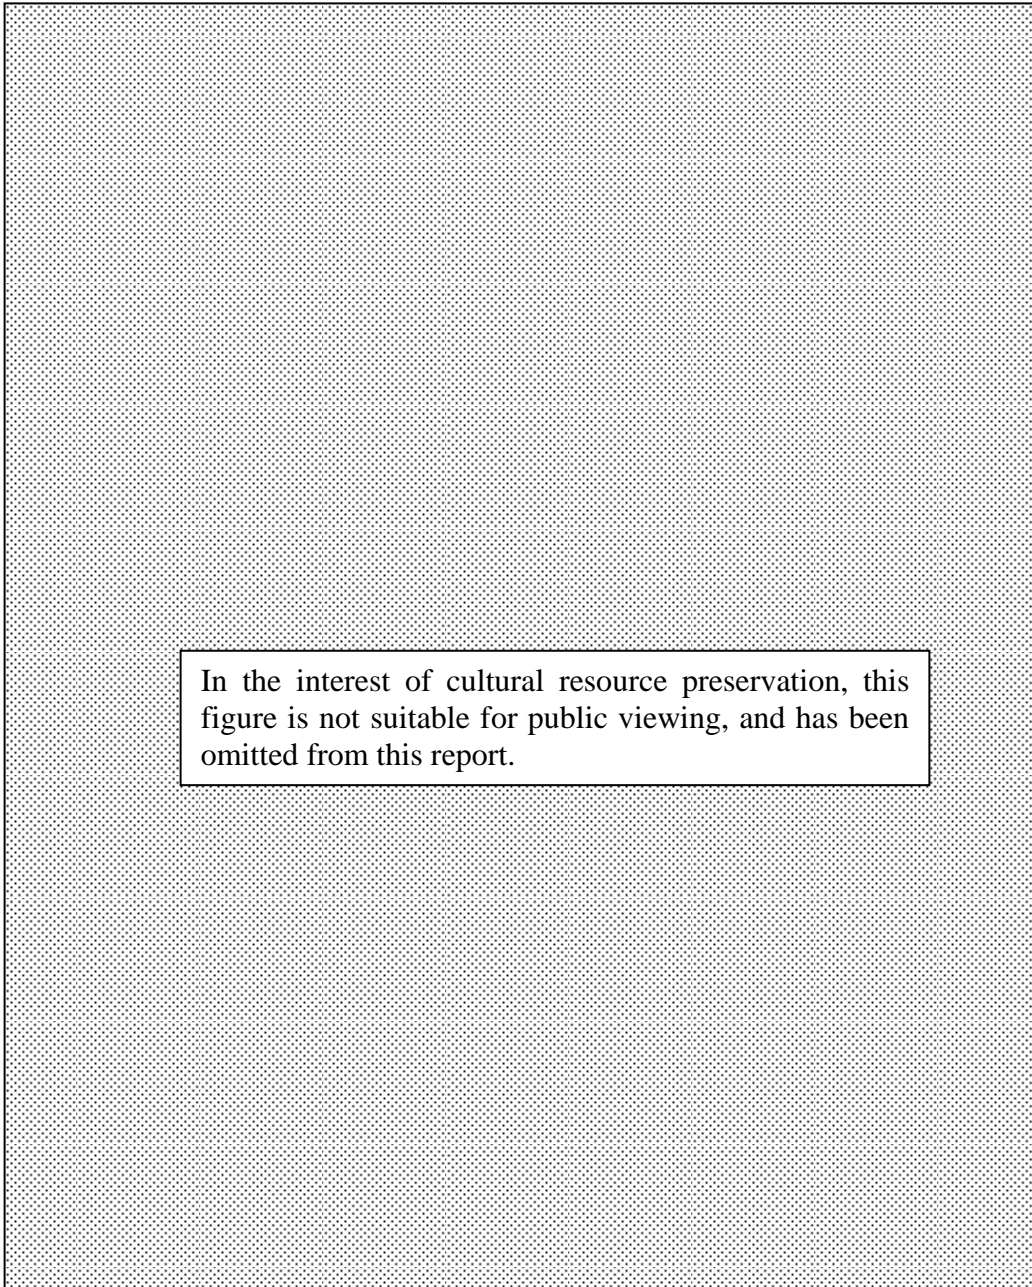 In the interest of cultural resource preservation, this
figure is not suitable for public viewing, and has been
omitted from this report.